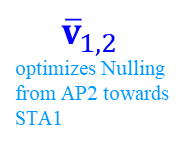 v̅1,2
optimizes Nulling
from AP2 towards
STA1